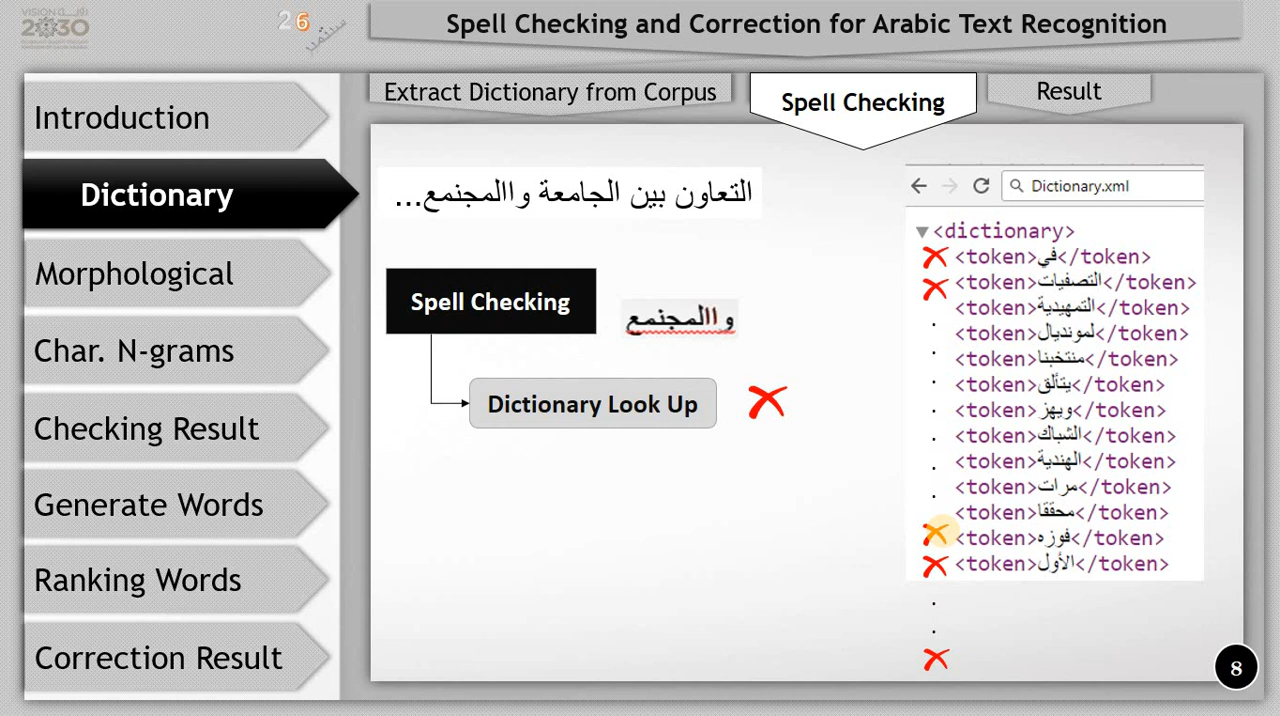 VISION رؤيــة
2030
26
سبتمبر
Spell Checking and Correction for Arabic Text Recognition
Extract Dictionary from Corpus
Spell Checking
Result
Introduction
Dictionary
Morphological
Char. N-grams
Checking Result
Generate Words
Ranking Words
Correction Result
التعاون بين الجامعة واالمجنمع...
Spell Checking
واالمجنمع
Dictionary Look Up
Dictionary.xml
<dictionary>
<token>في</token>
<token>التصفيات</token>
<token>التمهيدية</token>
<token>لمونديال</token>
<token>منتخبنا</token>
<token>يتألق</token>
<token>ويهز</token>
<token>الشباك</token>
<token>الهندية</token>
<token>مرات</token>
<token>محققا</token>
<token>فوزه</token>
<token>الأول</token>
8